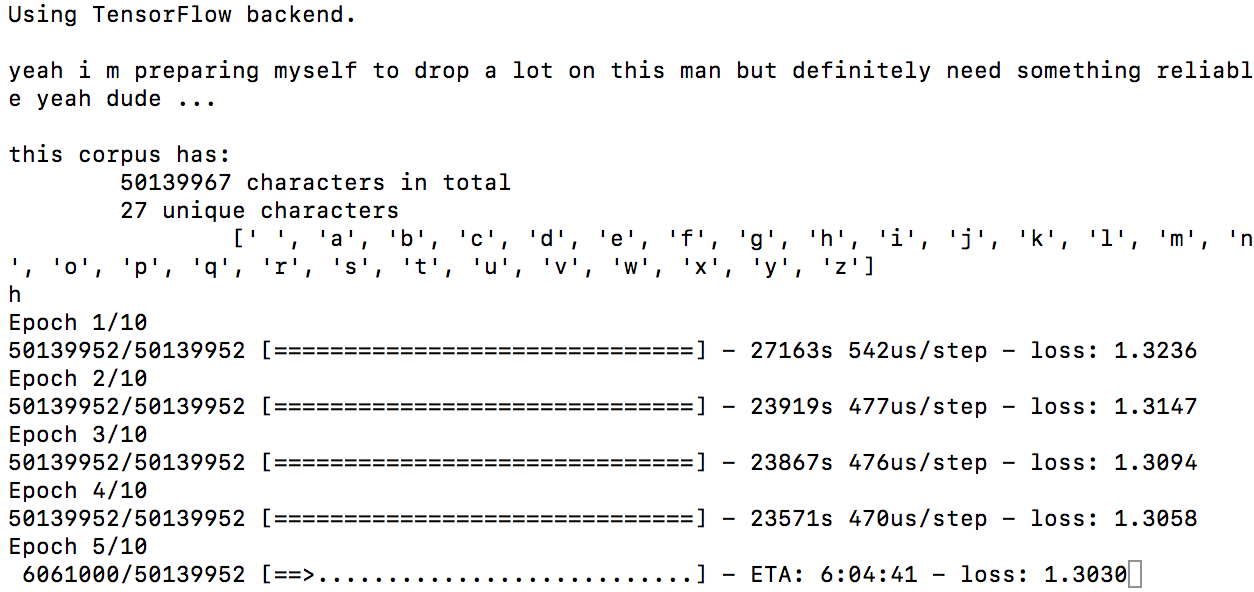 Using TensorFlow backend.
yeah i m preparing myself to drop a lot on this man but definitely need something reliabl
e yeah dude ...
this corpus has:
50139967 characters in total
27 unique characters
[' ', 'a', 'b', 'c', 'd', 'e', 'f', 'g', 'h', 'i', 'j', 'k', 'l', 'm', 'n
', 'o', 'p', 'q', 'r', 's', 't', 'u', 'v', 'w', 'x', 'y', 'z']
h
Epoch 1/10
50139952/50139952 [==============================] - 27163s 542us/step - loss: 1.3236
Epoch 2/10
50139952/50139952 [==============================] - 23919s 477us/step - loss: 1.3147
Epoch 3/10
50139952/50139952 [==============================] - 23867s 476us/step - loss: 1.3094
Epoch 4/10
50139952/50139952 [==============================] - 23571s 470us/step - loss: 1.3058
Epoch 5/10
6061000/50139952 [==>...........................] - ETA: 6:04:41 - loss: 1.3030